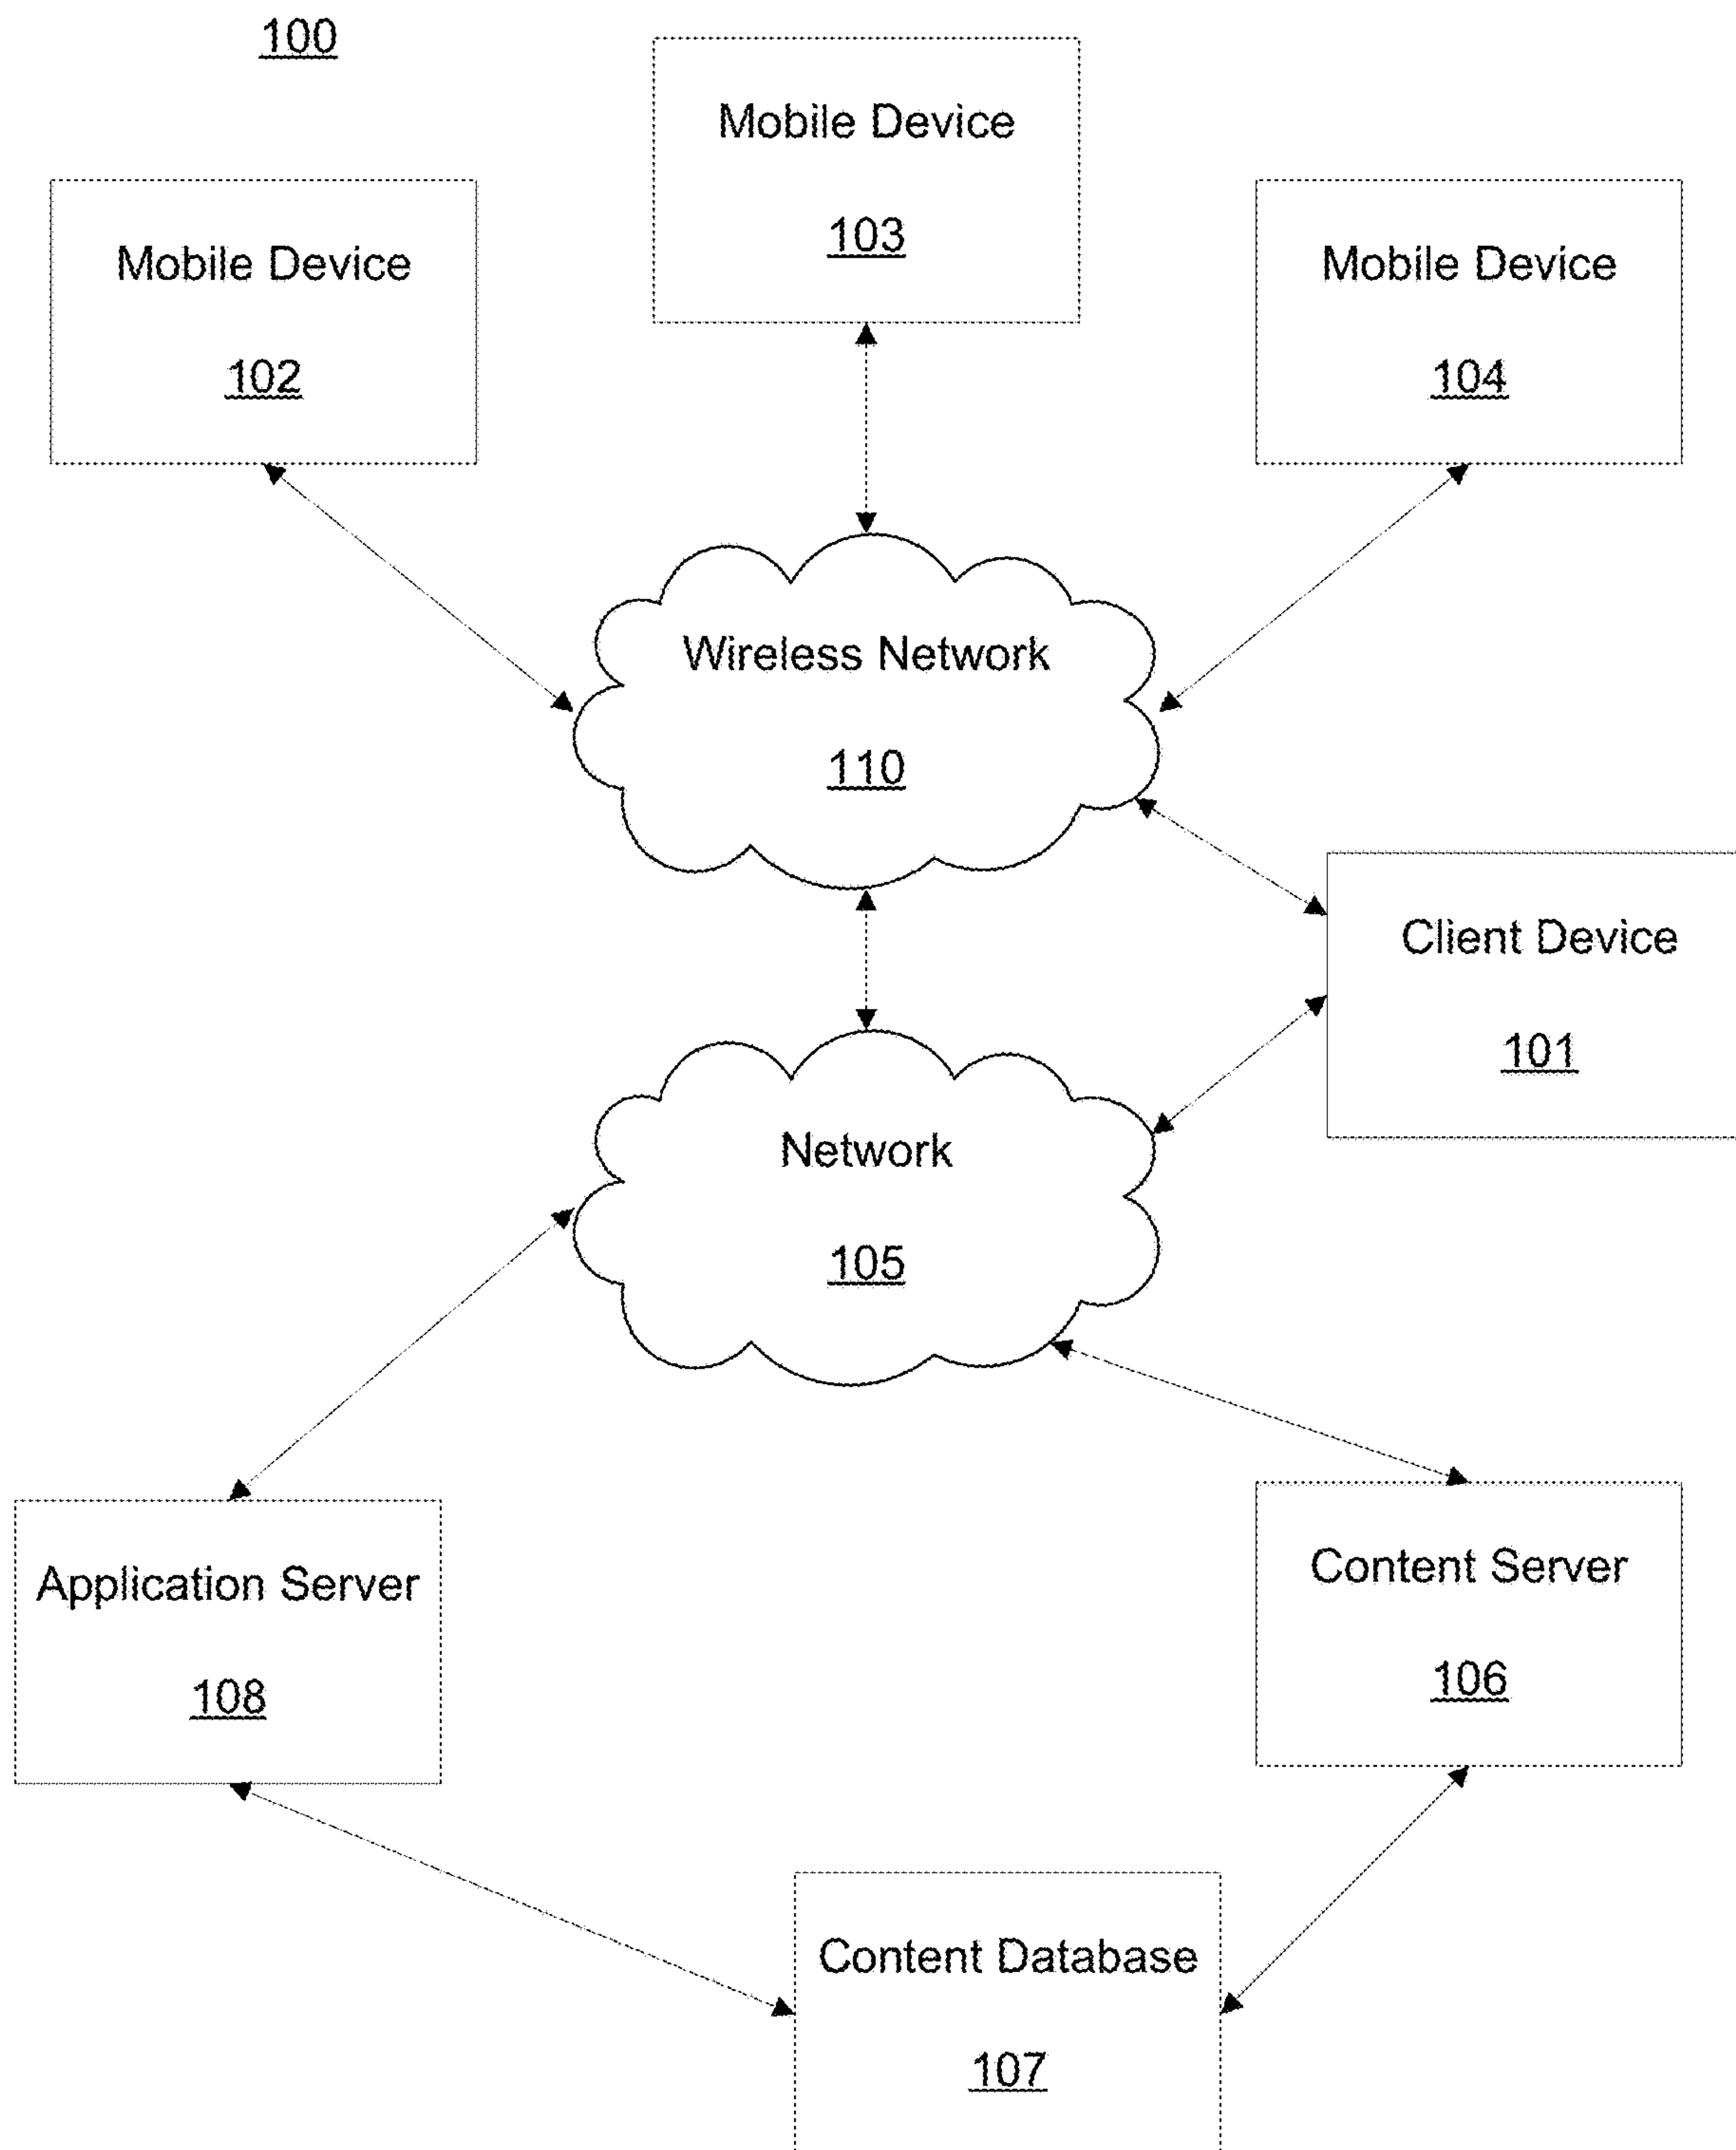 100
Mobile Device
103
Mobile Device
102
Mobile Device
104
Wireless Network
110
Client Device
101
Network
105
Application Server
108
Content Server
106
Content Database
107